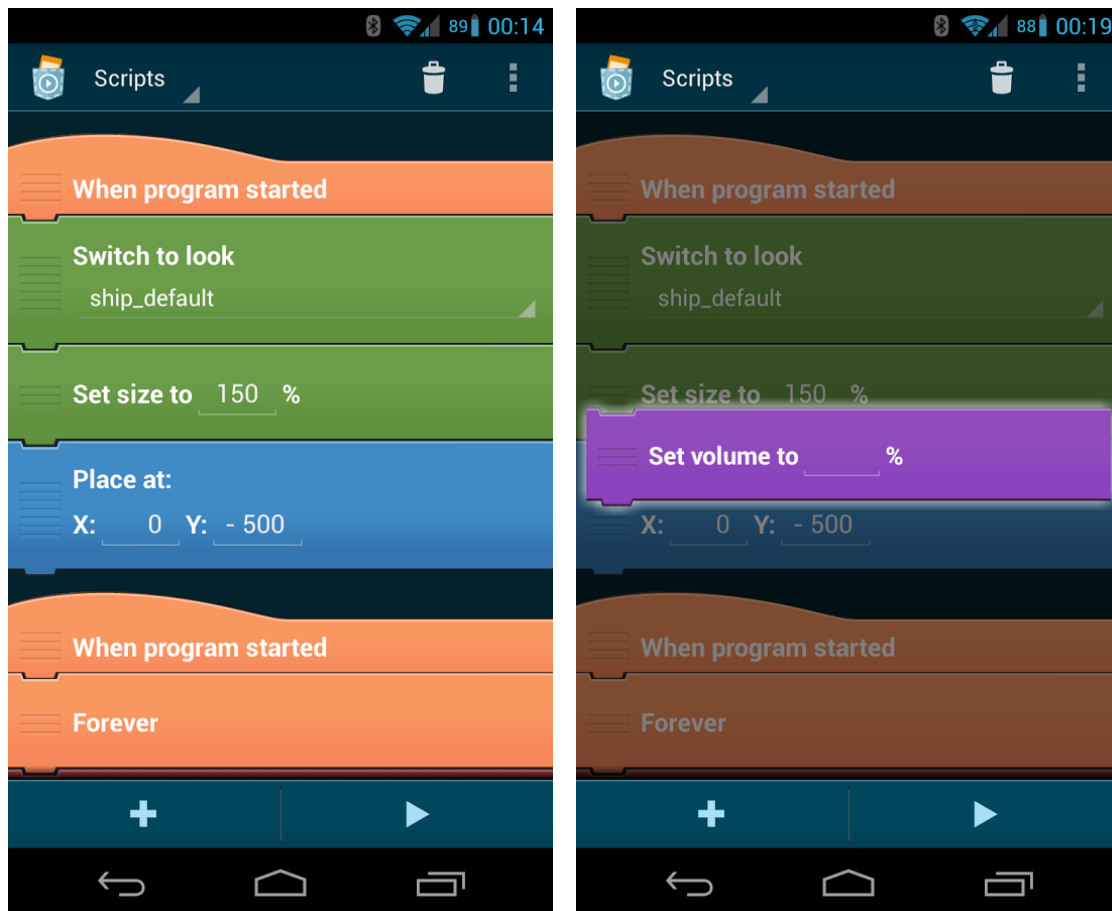 89 00:14
Scripts
When program started
Switch to look
ship_default
Set size to 150 %
Place at:
X: 0 Y: - 500
When program started
Forever
88 00:19
Scripts
When program started
Switch to look
ship_default
Set size to 150 %
Set volume to %
X: 0 Y: - 500
When program started
Forever